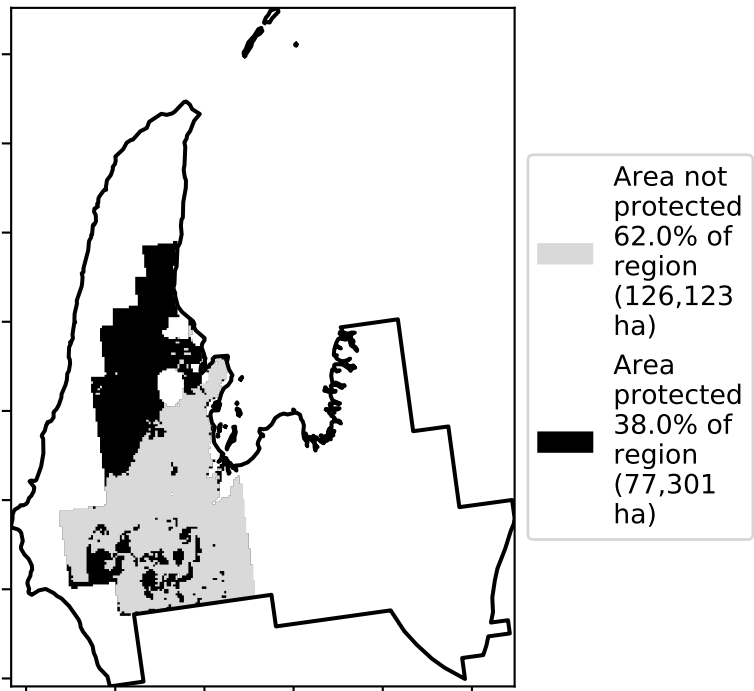 Area not
protected
62.0% of
region
(126,123
ha)
Area
protected
38.0% of
region
(77,301
ha)